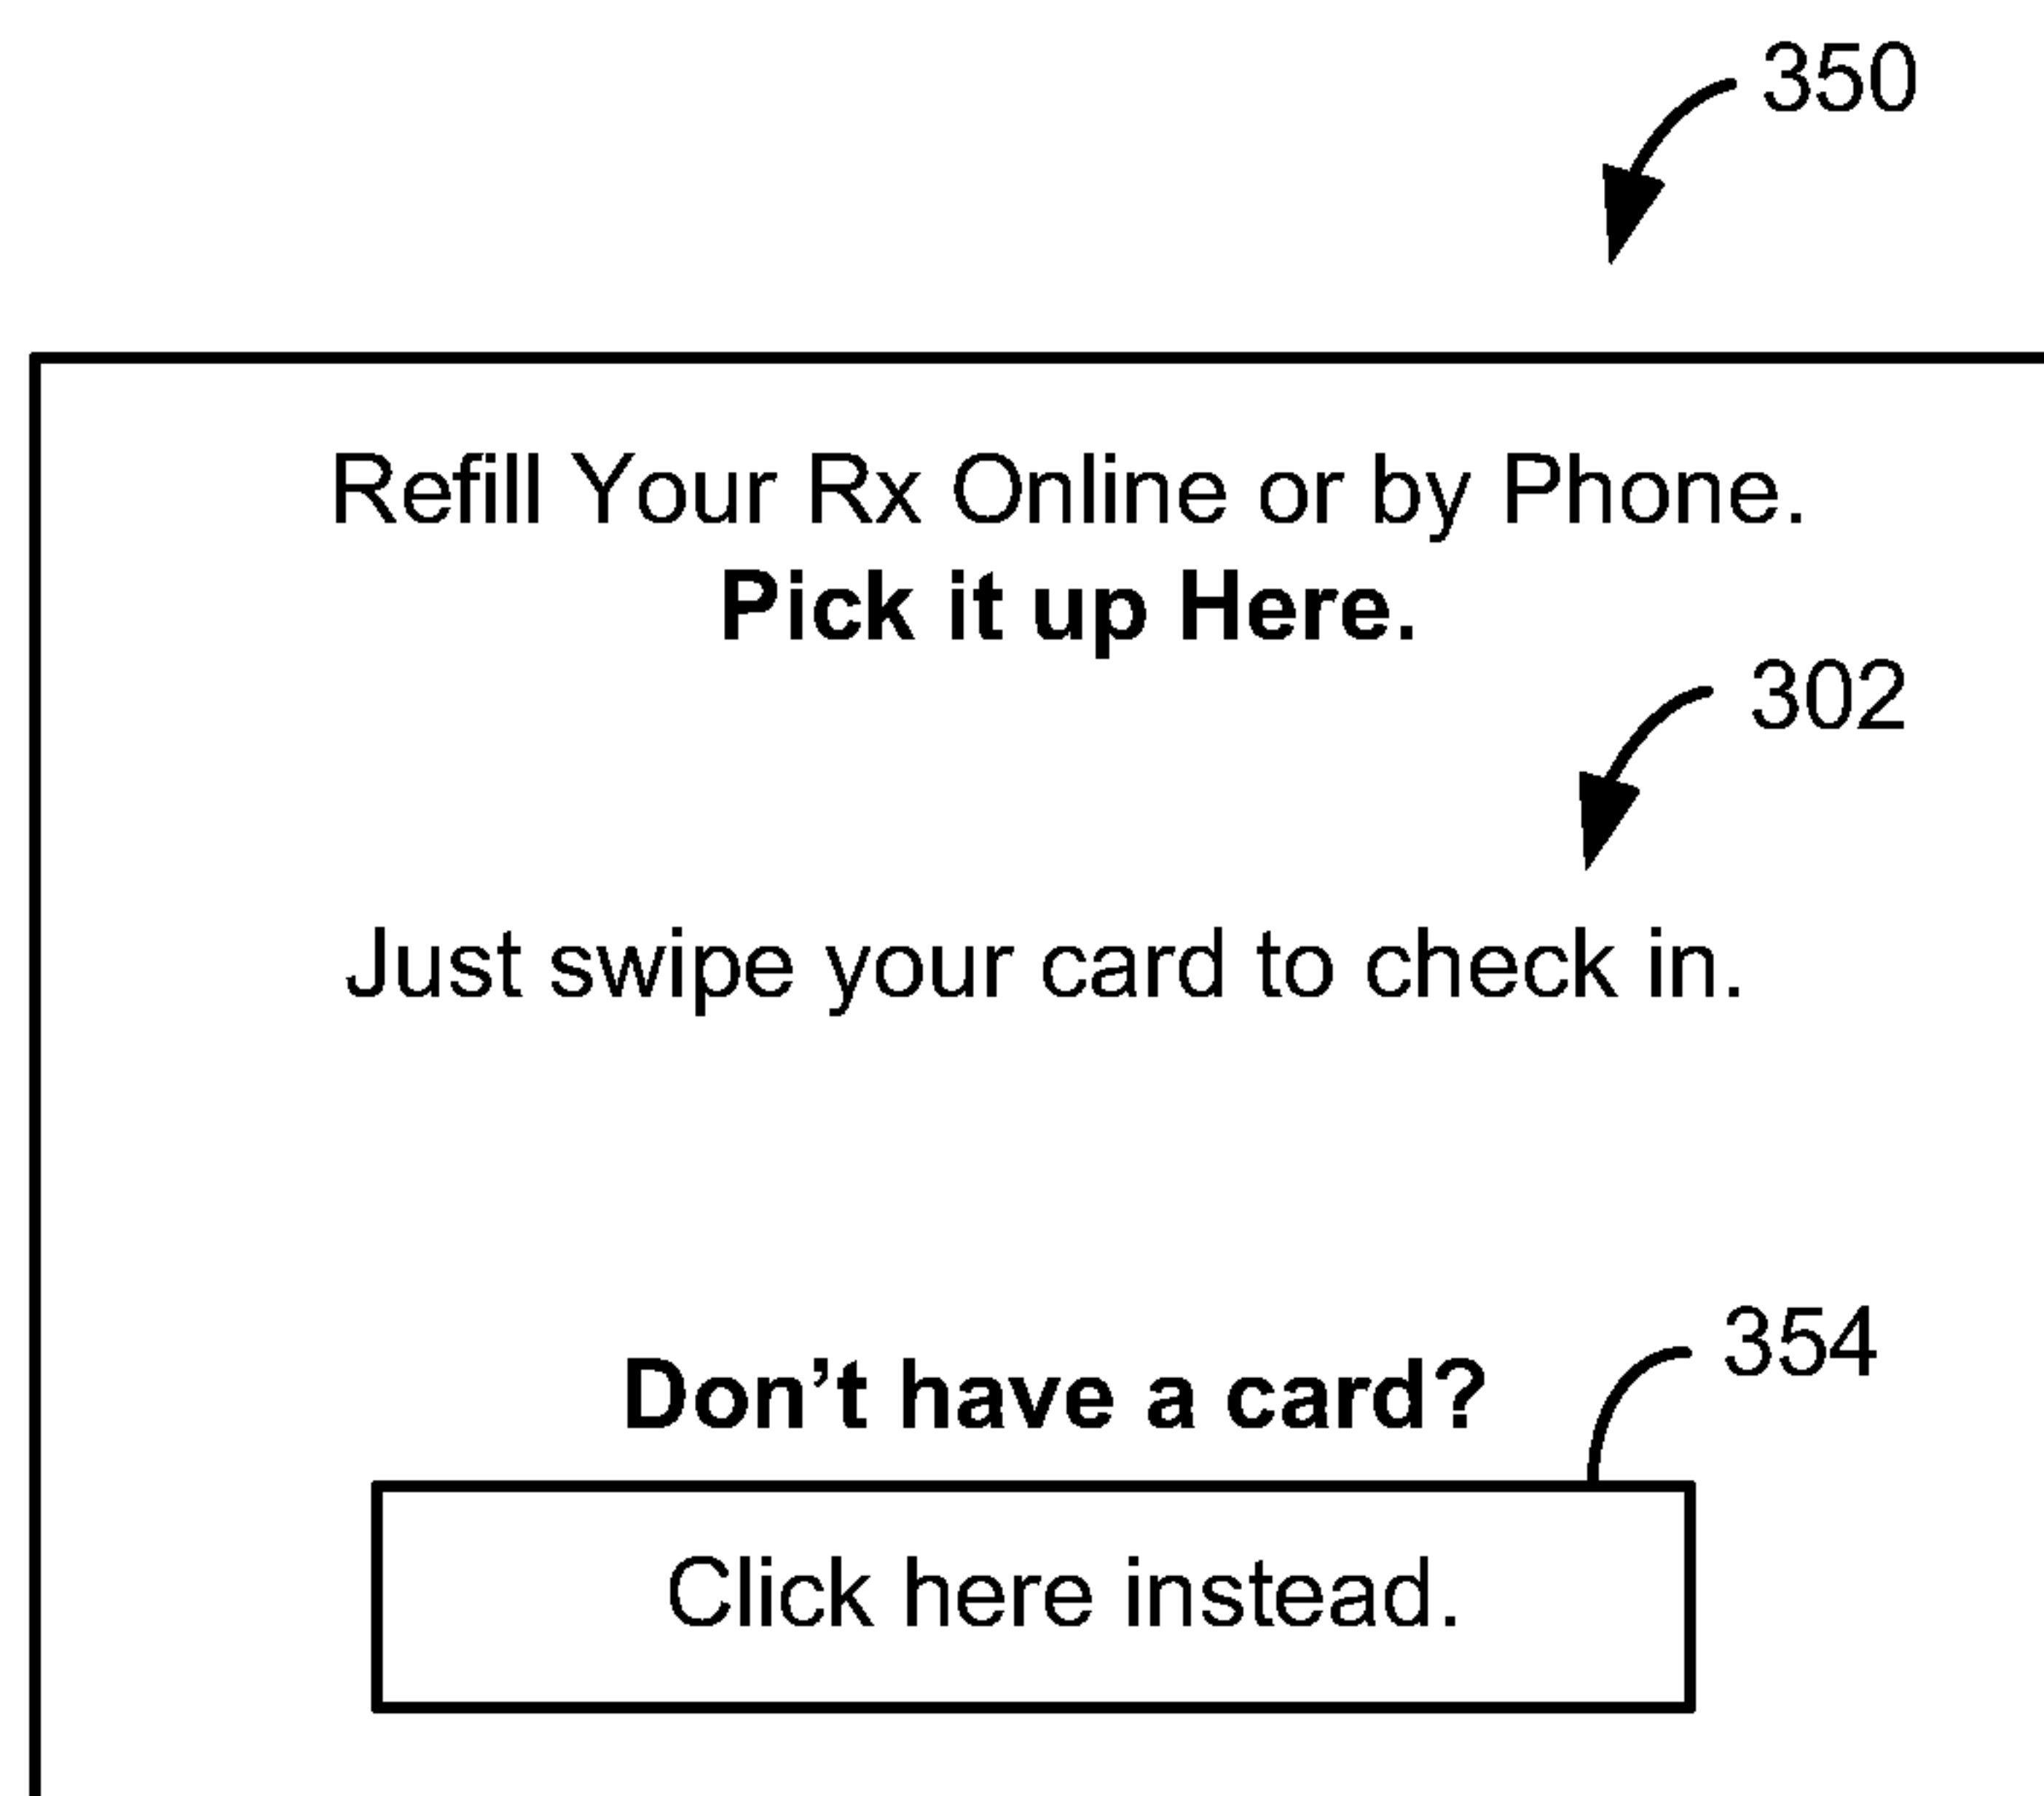 350
Refill Your Rx Online or by Phone.
Pick it up Here.
302
Just swipe your card to check in.
354
Don’t have a card?
Click here instead.